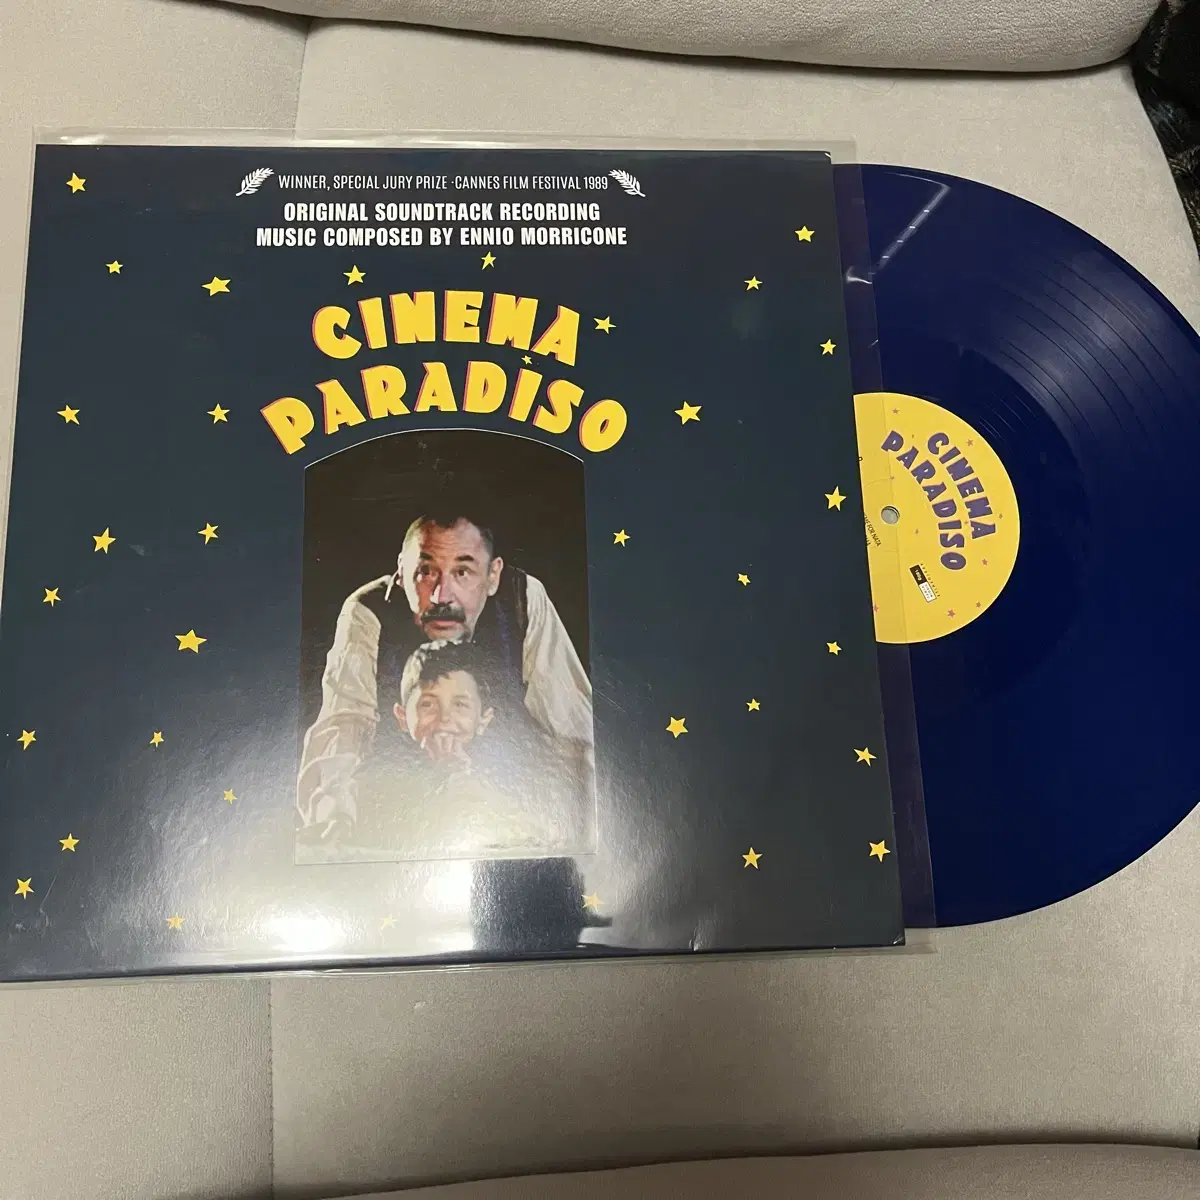 WINNER, SPECIAL JURY PRIZE · CANNES FILM FESTIVAL 1989
ORIGINAL SOUNDTRACK RECORDING
MUSIC COMPOSED BY ENNIO MORRICONE
CINEMA
PARADISO
CINEMA
PARADISO